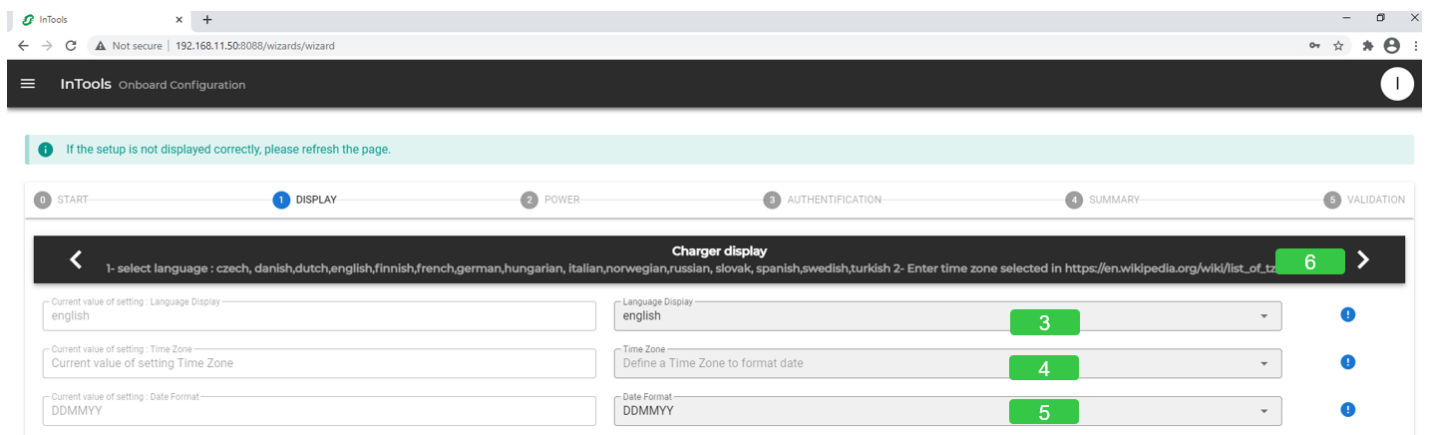 InTools
Not secure | 192.168.11.50:8088/wizards/wizard
InTools Onboard Configuration
I
If the setup is not displayed correctly, please refresh the page.
0 START 1 DISPLAY 2 POWER 3 AUTHENTIFICATION 4 SUMMARY 5 VALIDATION
Charger display
1- select language : czech, danish,dutch,english,finnish,french,german,hungarian, italian,norwegian,russian, slovak, spanish,swedish,turkish 2- Enter time zone selected in https://en.wikipedia.org/wiki/list_of_tz
6
Current value of setting : Language Display
english
Language Display
english
3
Current value of setting : Time Zone
Current value of setting Time Zone
Time Zone
Define a Time Zone to format date
4
Current value of setting : Date Format
DDMMYY
Date Format
DDMMYY
5